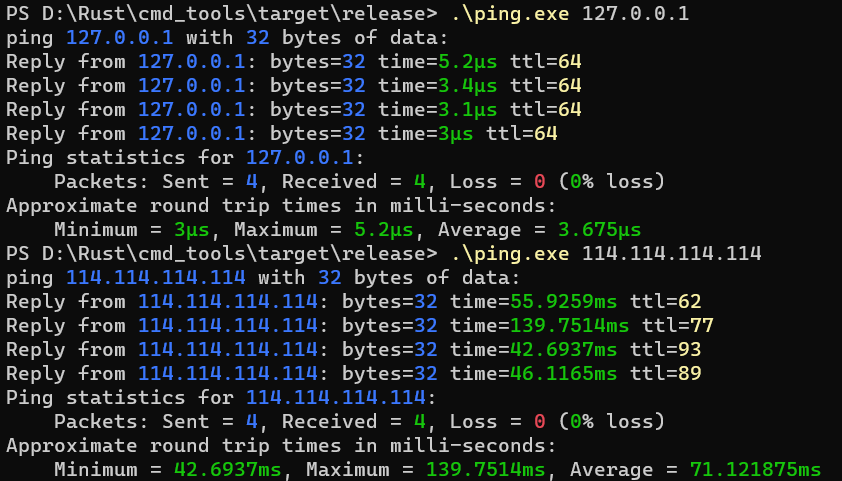 PS D:\Rust\cmd_tools\target\release> .\ping.exe 127.0.0.1
ping 127.0.0.1 with 32 bytes of data:
Reply from 127.0.0.1: bytes=32 time=5.2µs ttl=64
Reply from 127.0.0.1: bytes=32 time=3.4µs ttl=64
Reply from 127.0.0.1: bytes=32 time=3.1µs ttl=64
Reply from 127.0.0.1: bytes=32 time=3µs ttl=64
Ping statistics for 127.0.0.1:
    Packets: Sent = 4, Received = 4, Loss = 0 (0% loss)
Approximate round trip times in milli-seconds:
    Minimum = 3µs, Maximum = 5.2µs, Average = 3.675µs
PS D:\Rust\cmd_tools\target\release> .\ping.exe 114.114.114.114
ping 114.114.114.114 with 32 bytes of data:
Reply from 114.114.114.114: bytes=32 time=55.9259ms ttl=62
Reply from 114.114.114.114: bytes=32 time=139.7514ms ttl=77
Reply from 114.114.114.114: bytes=32 time=42.6937ms ttl=93
Reply from 114.114.114.114: bytes=32 time=46.1165ms ttl=89
Ping statistics for 114.114.114.114:
    Packets: Sent = 4, Received = 4, Loss = 0 (0% loss)
Approximate round trip times in milli-seconds:
    Minimum = 42.6937ms, Maximum = 139.7514ms, Average = 71.121875ms